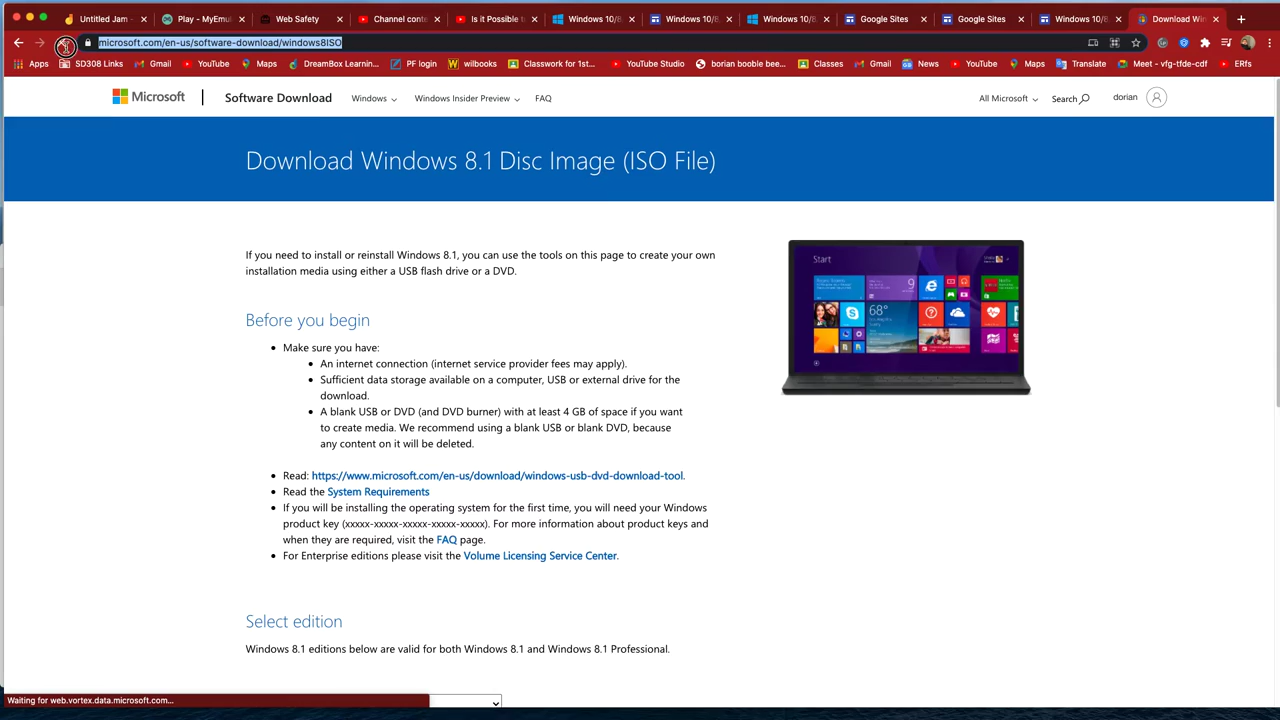 Untitled Jam -
Play - MyEmul
Web Safety
Channel conte
Is it Possible t
Windows 10/8
Windows 10/8
Windows 10/8
Google Sites
Google Sites
Windows 10/8
Download Win
microsoft.com/en-us/software-download/windows8ISO
Apps
SD308 Links
Gmail
YouTube
Maps
DreamBox Learnin...
PF login
wilbooks
Classwork for 1st...
YouTube Studio
borian booble bee...
Classes
Gmail
News
YouTube
Maps
Translate
Meet - vfg-tfde-cdf
ERfs
Microsoft
Software Download
Windows
Windows Insider Preview
FAQ
All Microsoft
Search
dorian
Download Windows 8.1 Disc Image (ISO File)
If you need to install or reinstall Windows 8.1, you can use the tools on this page to create your own
installation media using either a USB flash drive or a DVD.
Start
68°
Before you begin
• Make sure you have:
• An internet connection (internet service provider fees may apply).
• Sufficient data storage available on a computer, USB or external drive for the
download.
• A blank USB or DVD (and DVD burner) with at least 4 GB of space if you want
to create media. We recommend using a blank USB or blank DVD, because
any content on it will be deleted.
• Read: https://www.microsoft.com/en-us/download/windows-usb-dvd-download-tool.
• Read the System Requirements
• If you will be installing the operating system for the first time, you will need your Windows
product key (xxxxx-xxxxx-xxxxx-xxxxx-xxxxx). For more information about product keys and
when they are required, visit the FAQ page.
• For Enterprise editions please visit the Volume Licensing Service Center.
Select edition
Windows 8.1 editions below are valid for both Windows 8.1 and Windows 8.1 Professional.
Waiting for web.vortex.data.microsoft.com...